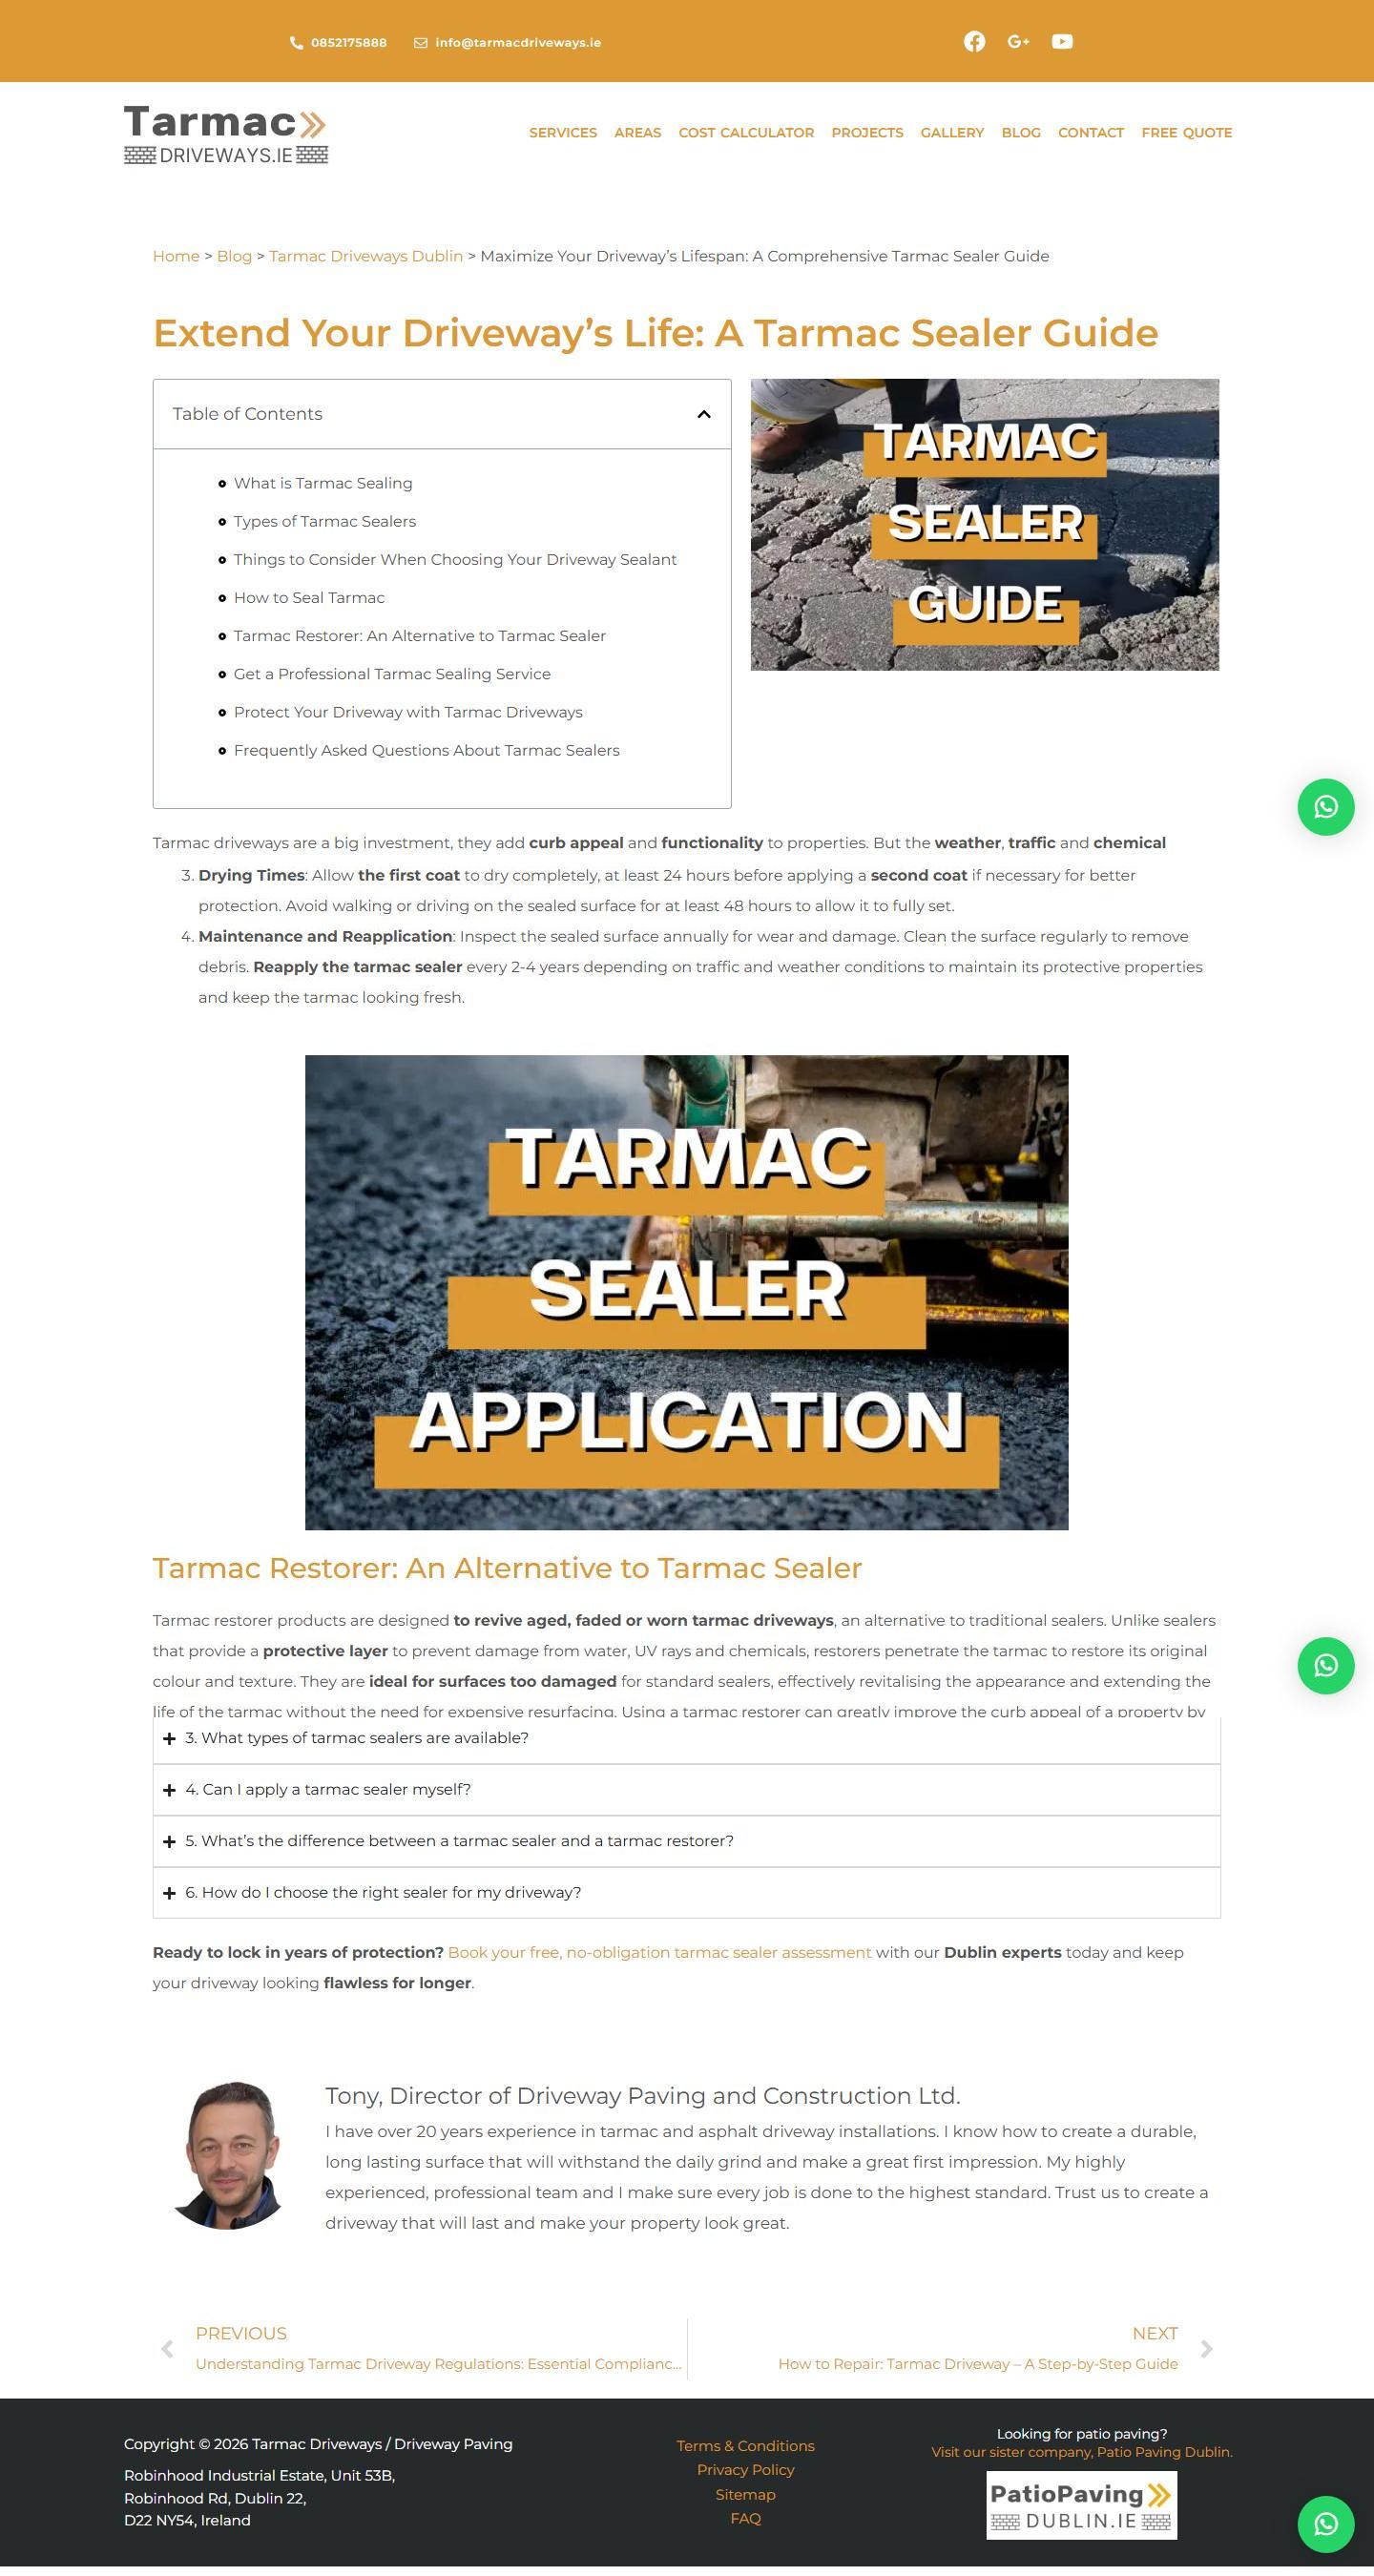 0852175888
info@tarmacdriveways.ie
Tarmac
DRIVEWAYS.IE
SERVICES AREAS COST CALCULATOR PROJECTS GALLERY BLOG CONTACT FREE QUOTE
Home > Blog > Tarmac Driveways Dublin > Maximize Your Driveway’s Lifespan: A Comprehensive Tarmac Sealer Guide
Extend Your Driveway’s Life: A Tarmac Sealer Guide
Table of Contents
What is Tarmac Sealing
Types of Tarmac Sealers
Things to Consider When Choosing Your Driveway Sealant
How to Seal Tarmac
Tarmac Restorer: An Alternative to Tarmac Sealer
Get a Professional Tarmac Sealing Service
Protect Your Driveway with Tarmac Driveways
Frequently Asked Questions About Tarmac Sealers
TARMAC
SEALER
GUIDE
Tarmac driveways are a big investment, they add curb appeal and functionality to properties. But the weather, traffic and chemical
3. Drying Times: Allow the first coat to dry completely, at least 24 hours before applying a second coat if necessary for better
protection. Avoid walking or driving on the sealed surface for at least 48 hours to allow it to fully set.
4. Maintenance and Reapplication: Inspect the sealed surface annually for wear and damage. Clean the surface regularly to remove
debris. Reapply the tarmac sealer every 2-4 years depending on traffic and weather conditions to maintain its protective properties
and keep the tarmac looking fresh.
TARMAC
SEALER
APPLICATION
Tarmac Restorer: An Alternative to Tarmac Sealer
Tarmac restorer products are designed to revive aged, faded or worn tarmac driveways, an alternative to traditional sealers. Unlike sealers
that provide a protective layer to prevent damage from water, UV rays and chemicals, restorers penetrate the tarmac to restore its original
colour and texture. They are ideal for surfaces too damaged for standard sealers, effectively revitalising the appearance and extending the
life of the tarmac without the need for expensive resurfacing. Using a tarmac restorer can greatly improve the curb appeal of a property by
3. What types of tarmac sealers are available?
4. Can I apply a tarmac sealer myself?
5. What’s the difference between a tarmac sealer and a tarmac restorer?
6. How do I choose the right sealer for my driveway?
Ready to lock in years of protection? Book your free, no-obligation tarmac sealer assessment with our Dublin experts today and keep
your driveway looking flawless for longer.
Tony, Director of Driveway Paving and Construction Ltd.
I have over 20 years experience in tarmac and asphalt driveway installations. I know how to create a durable,
long lasting surface that will withstand the daily grind and make a great first impression. My highly
experienced, professional team and I make sure every job is done to the highest standard. Trust us to create a
driveway that will last and make your property look great.
PREVIOUS
Understanding Tarmac Driveway Regulations: Essential Complianc...
NEXT
How to Repair: Tarmac Driveway – A Step-by-Step Guide
Copyright © 2026 Tarmac Driveways / Driveway Paving
Robinhood Industrial Estate, Unit 53B,
Robinhood Rd, Dublin 22,
D22 NY54, Ireland
Terms & Conditions
Privacy Policy
Sitemap
FAQ
Looking for patio paving?
Visit our sister company, Patio Paving Dublin.
PatioPaving
DUBLIN.IE